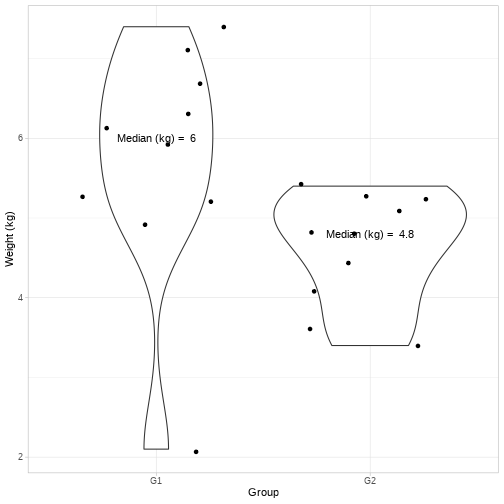 Weight (kg)
6
4
2
Median (kg) = 6
Median (kg) = 4.8
G1
G2
Group